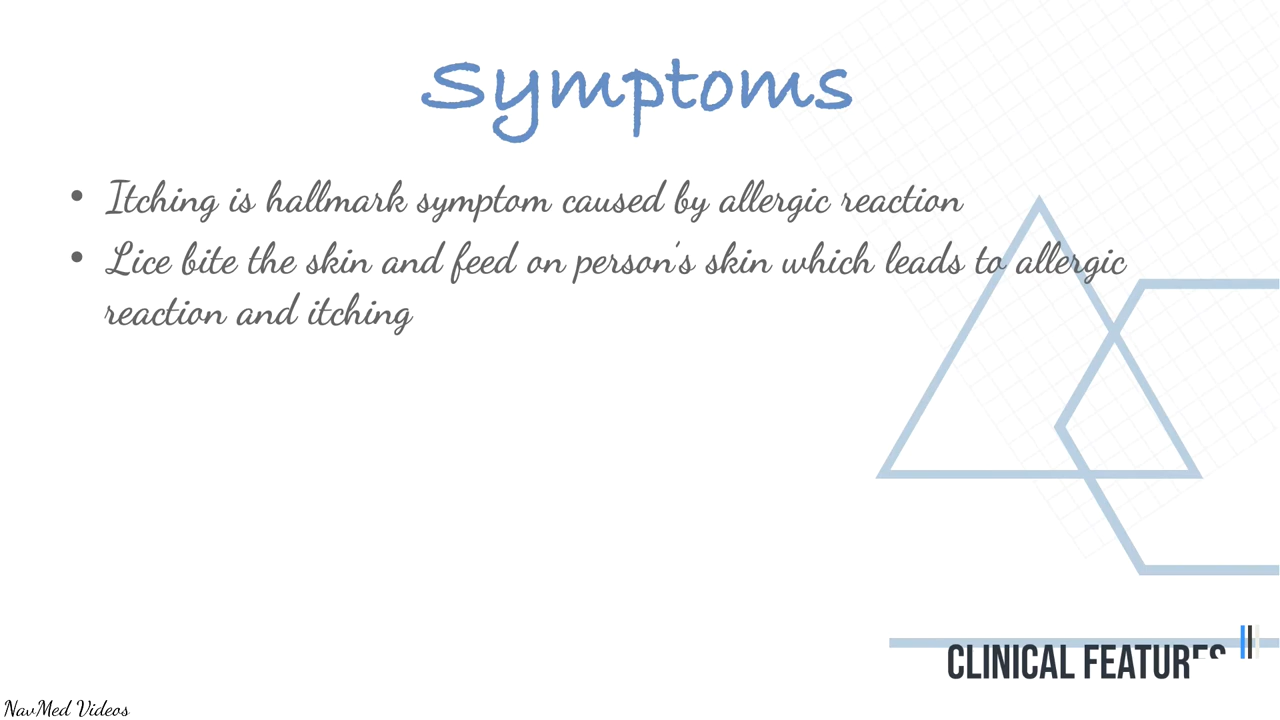 Symptoms
• Itching is hallmark symptom caused by allergic reaction
• Lice bite the skin and feed on person's skin which leads to allergic
reaction and itching
CLINICAL FEATURES
NavMed Videos